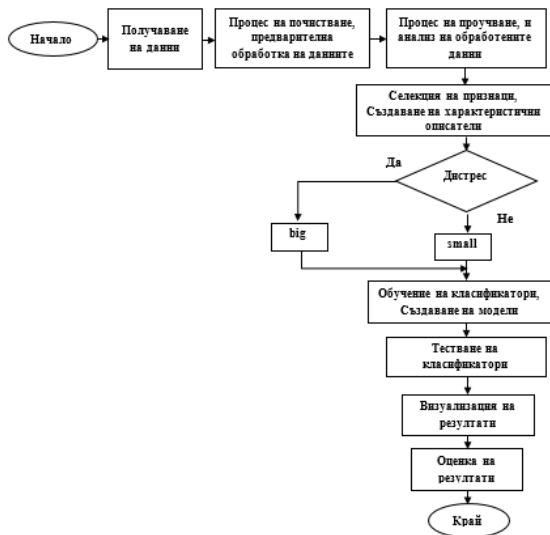 Начало
Получаване
на данни
Процес на почистване,
предварителна
обработка на данните
Процес на проучване, и
анализ на обработените
данни
Селекция на признаци,
Създаване на характеристични
описатели
Да
Дистрес
Не
big
small
Обучение на класификатори,
Създаване на модели
Тестване на
класификатори
Визуализация на
резултати
Оценка на
резултати
Край